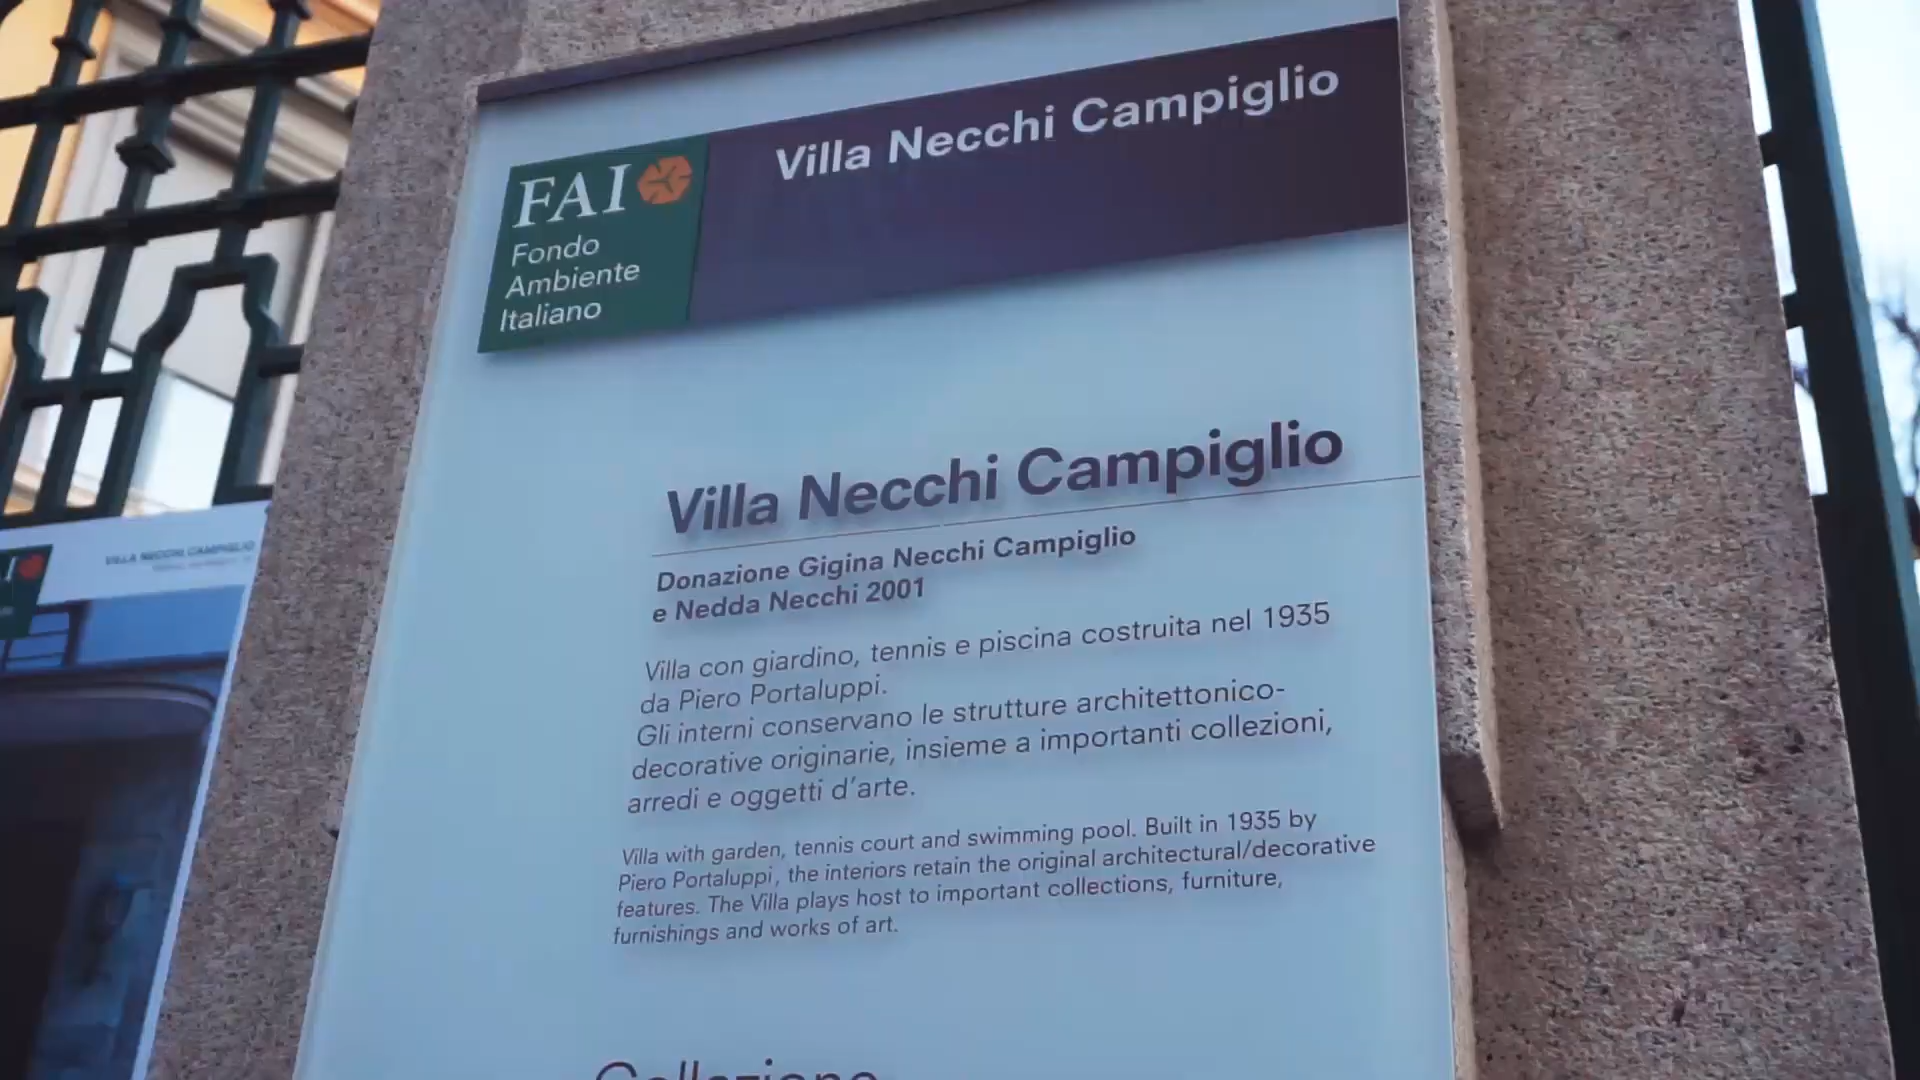 Villa Necchi Campiglio
FAI
Fondo
Ambiente
Italiano
Villa Necchi Campiglio
Donazione Gigina Necchi Campiglio
e Nedda Necchi 2001
Villa con giardino, tennis e piscina costruita nel 1935
da Piero Portaluppi.
Gli interni conservano le strutture architettonico-
decorative originarie, insieme a importanti collezioni,
arredi e oggetti d'arte.
Villa with garden, tennis court and swimming pool. Built in 1935 by
Piero Portaluppi, the interiors retain the original architectural/decorative
features. The Villa plays host to important collections, furniture,
furnishings and works of art.
Collezione
VILLA NECCHI CAMPIGLIO